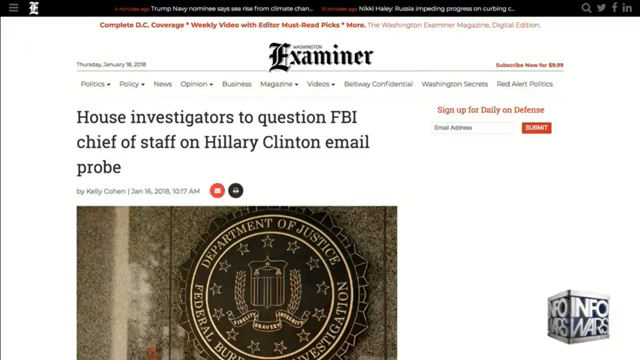 4 minutes ago Trump Navy nominee says sea rise from climate chan...
15 minutes ago Nikki Haley: Russia impeding progress on curbing c...
Complete D.C. Coverage * Weekly Video with Editor Must-Read Picks * More. The Washington Examiner Magazine, Digital Edition.
WASHINGTON
Examiner
Thursday, January 18, 2018
Subscribe Now for $9.99
Politics Policy News Opinion Business Magazine Videos Beltway Confidential Washington Secrets Red Alert Politics
House investigators to question FBI
chief of staff on Hillary Clinton email
probe
by Kelly Cohen | Jan 16, 2018, 10:17 AM
Sign up for Daily on Defense
Email Address SUBMIT
DEPARTMENT OF JUSTICE
FIDELITY BRAVERY INTEGRITY
FEDERAL BUREAU OF INVESTIGATION
INFO
WARS
INFO
WARS